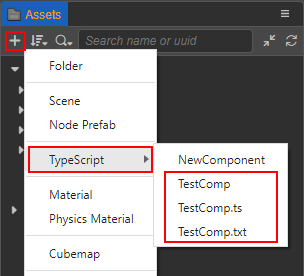 Assets
Search name or uuid
Folder
Scene
Node Prefab
TypeScript
NewComponent
TestComp
TestComp.ts
TestComp.txt
Material
Physics Material
Cubemap